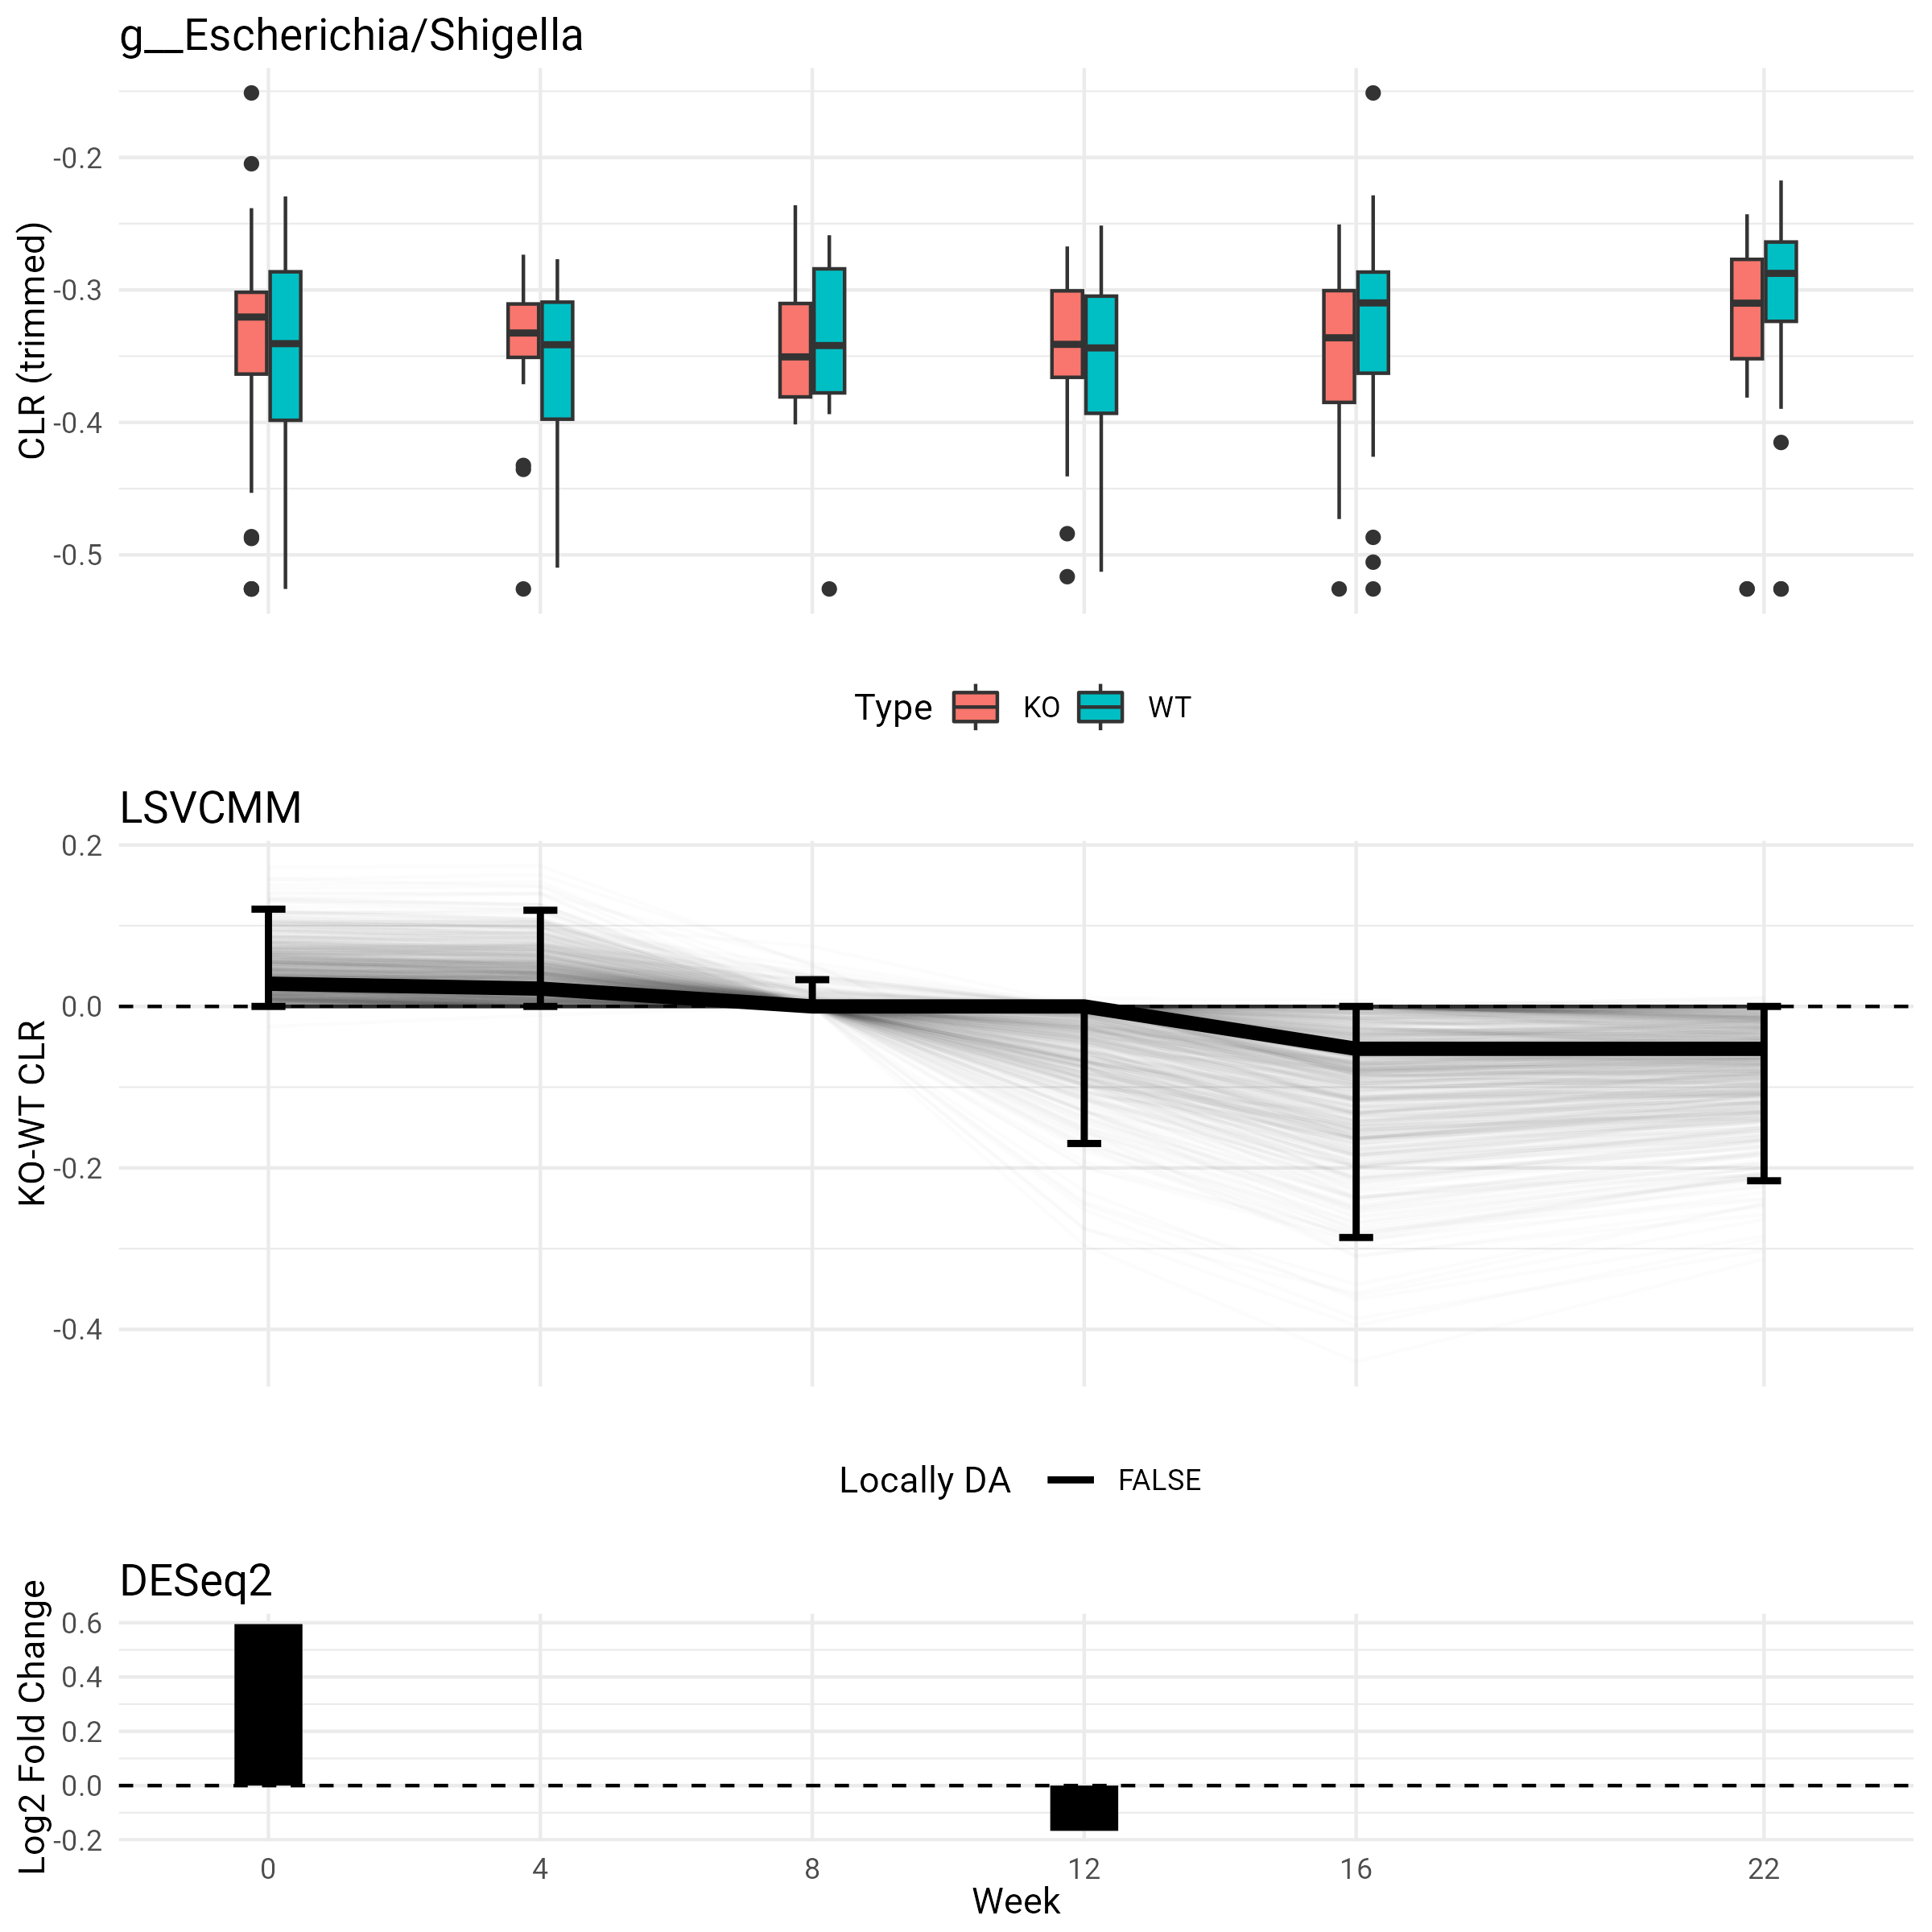 g__Escherichia/Shigella
CLR (trimmed)
-0.2
-0.3
-0.4
-0.5
Type KO WT
LSVCMM
KO-WT CLR
0.2
0.0
-0.2
-0.4
Locally DA FALSE
DESeq2
Log2 Fold Change
0.6
0.4
0.2
0.0
-0.2
0 4 8 12 16 22
Week